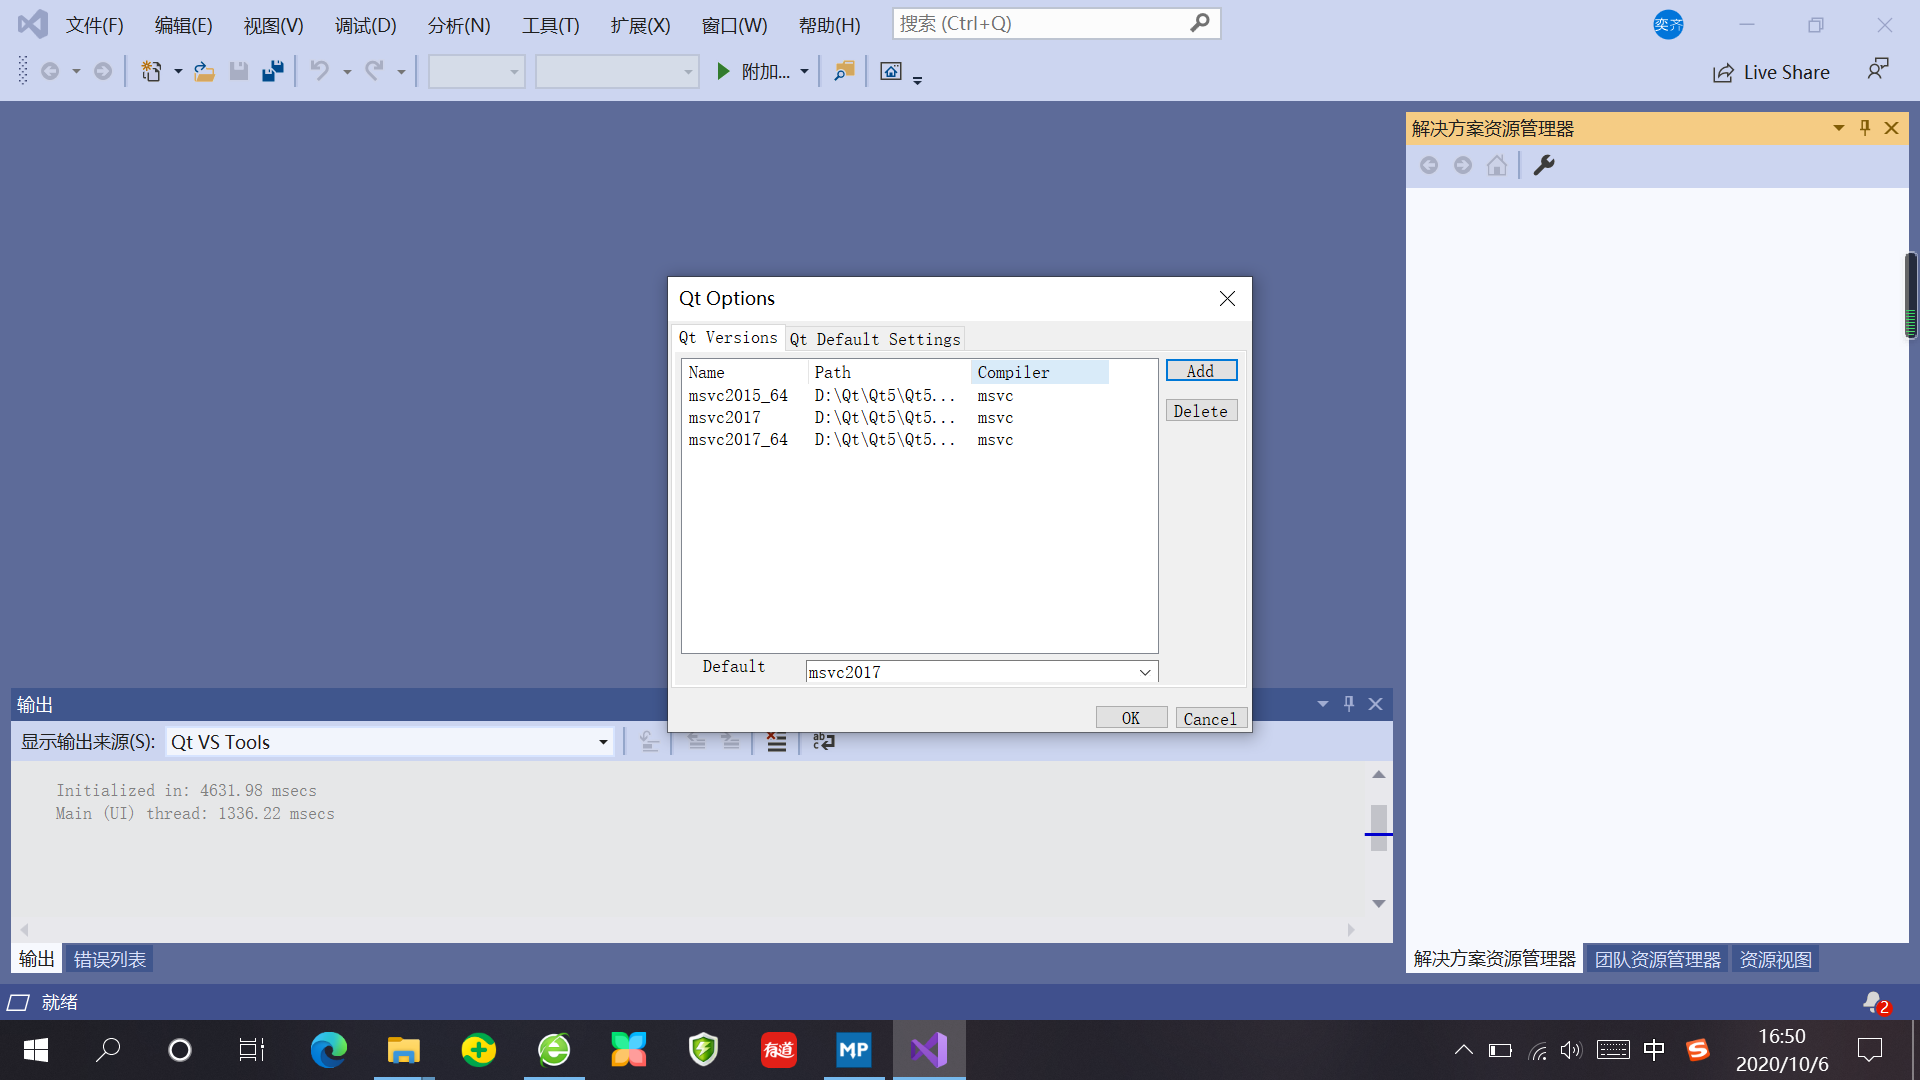 文件(F) 编辑(E) 视图(V) 调试(D) 分析(N) 工具(T) 扩展(X) 窗口(W) 帮助(H) 搜索 (Ctrl+Q) 奕齐
附加... Live Share
解决方案资源管理器
Qt Options
Qt Versions Qt Default Settings
Name Path Compiler Add
msvc2015_64 D:\Qt\Qt5\Qt5... msvc
msvc2017 D:\Qt\Qt5\Qt5... msvc Delete
msvc2017_64 D:\Qt\Qt5\Qt5... msvc
Default msvc2017
OK Cancel
输出
显示输出来源(S): Qt VS Tools
Initialized in: 4631.98 msecs
Main (UI) thread: 1336.22 msecs
输出 错误列表 解决方案资源管理器 团队资源管理器 资源视图
就绪 2
有道 MP 中 S 16:50
2020/10/6